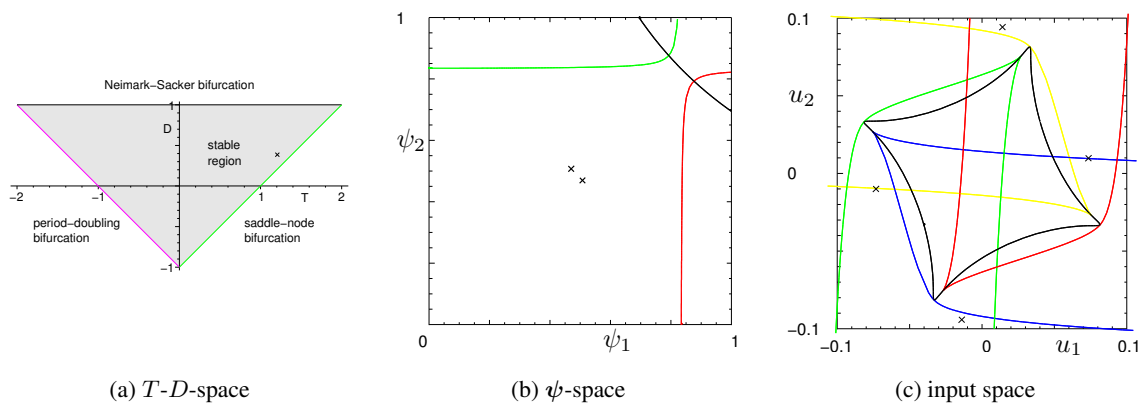 Neimark−Sacker bifurcation
1
D
stable
region
−2
−1
1
T
2
period−doubling
bifurcation
saddle−node
bifurcation
−1
(a) T-D-space
1
ψ2
0
ψ1
1
(b) ψ-space
0.1
u2
0
−0.1
−0.1
0
u1
0.1
(c) input space